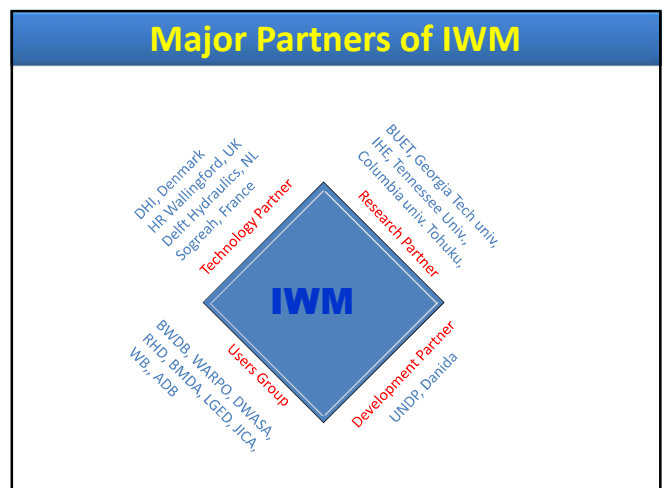 Major Partners of IWM
DHI, Denmark
HR Wallingford, UK
Delft Hydraulics, NL
Sogreah, France
Technology Partner
BUET, Georgia Tech univ,
IHE, Tennessee Univ.,
Columbia univ. Tohuku,
Research Partner
IWM
Users Group
BWDB, WARPO, DWASA,
RHD, BMDA, LGED, JICA,
WB,, ADB
Development Partner
UNDP, Danida